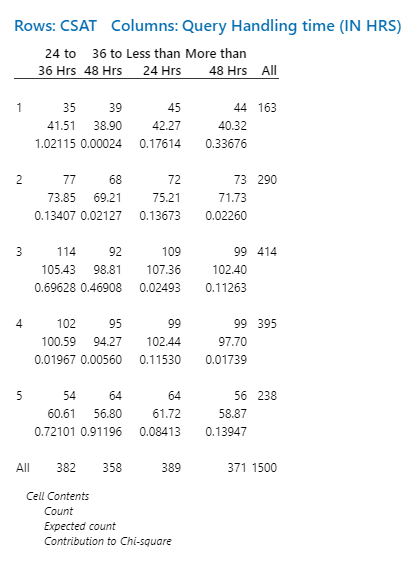 Rows: CSAT   Columns: Query Handling time (IN HRS)
24 to 36 to Less than More than
36 Hrs 48 Hrs 24 Hrs 48 Hrs All
1 35 39 45 44 163
41.51 38.90 42.27 40.32
1.02115 0.00024 0.17614 0.33676
2 77 68 72 73 290
73.85 69.21 75.21 71.73
0.13407 0.02127 0.13673 0.02260
3 114 92 109 99 414
105.43 98.81 107.36 102.40
0.69628 0.46908 0.02493 0.11263
4 102 95 99 99 395
100.59 94.27 102.44 97.70
0.01967 0.00560 0.11530 0.01739
5 54 64 64 56 238
60.61 56.80 61.72 58.87
0.72101 0.91196 0.08413 0.13947
All 382 358 389 371 1500
Cell Contents
Count
Expected count
Contribution to Chi-square